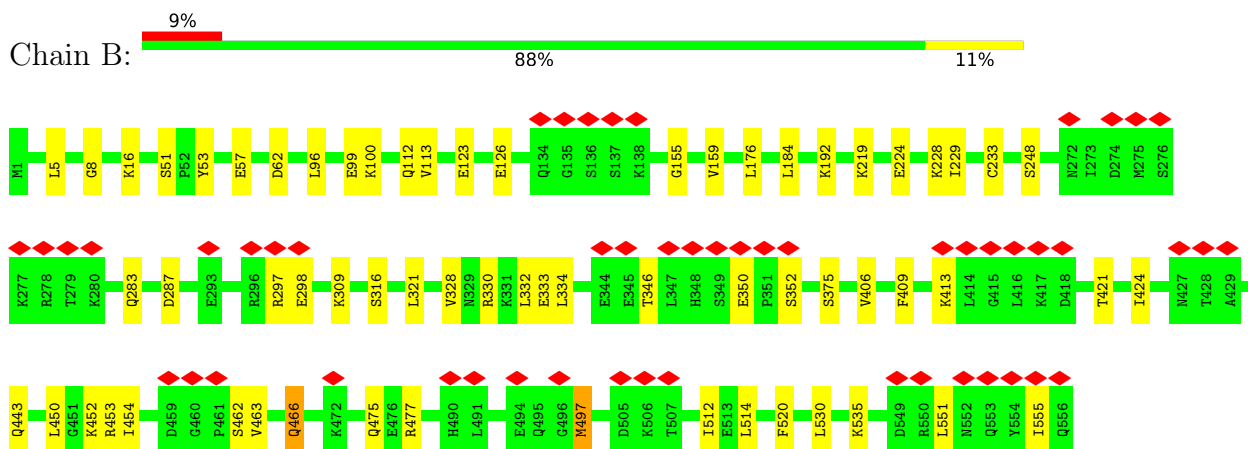 9%
Chain B:
88% 11%
M1 L5 G8 K16 S51 P52 Y53 E57 D62 L96 E99 K100 Q112 V113 E123 E126 Q134 G135 S136 S137 K138 G155 V159 L176 L184 K192 K219 E224 K228 I229 C233 S248 N272 I273 D274 M275 S276
K277 R278 T279 K280 Q283 D287 E293 R296 R297 E298 K309 S316 L321 V328 N329 R330 K331 L332 E333 L334 E344 E345 T346 L347 H348 S349 E350 P351 S352 S375 V406 F409 K413 L414 G415 L416 K417 D418 T421 I424 N427 T428 A429
Q443 L450 G451 K452 R453 I454 D459 G460 P461 S462 V463 Q466 K472 Q475 E476 R477 H490 L491 E494 Q495 G496 M497 D505 K506 T507 I512 E513 L514 F520 L530 K535 D549 R550 L551 N552 Q553 Y554 I555 Q556